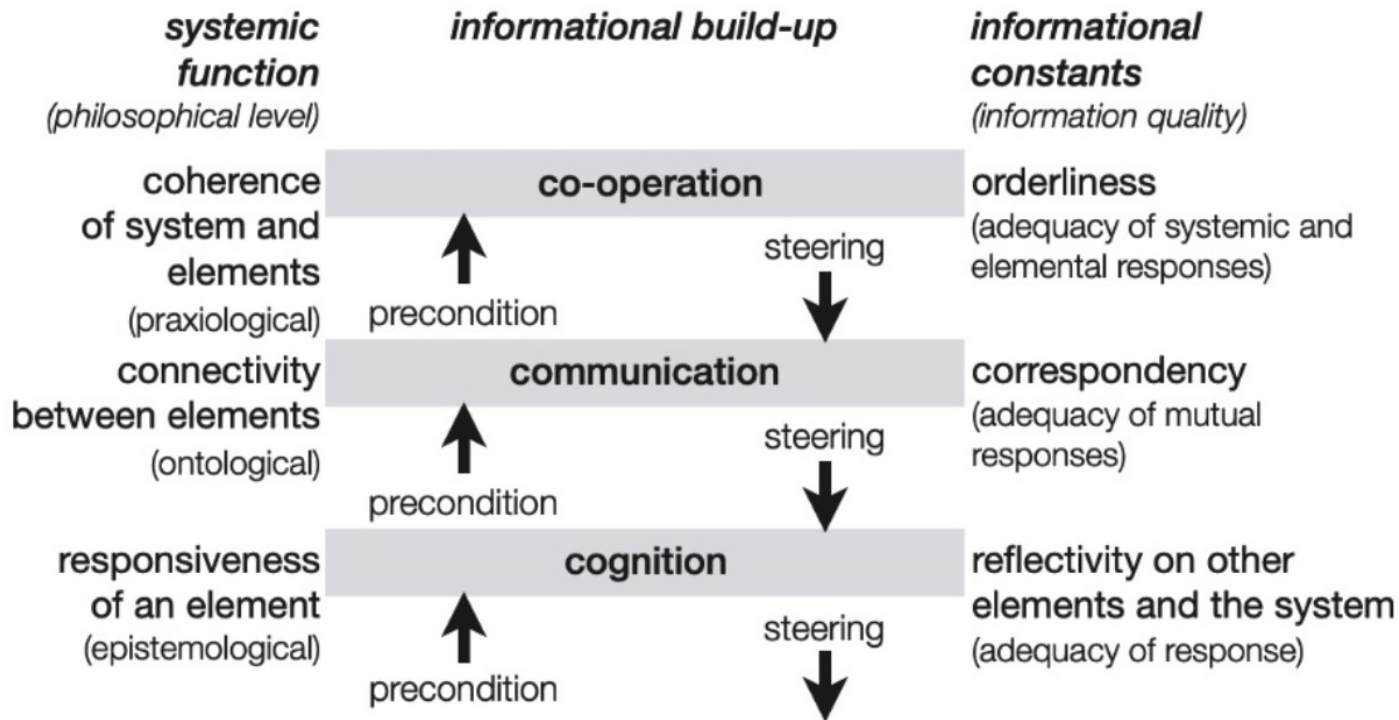 systemic
function
(philosophical level)
informational build-up
informational
constants
(information quality)
coherence
of system and
elements
(praxiological)
co-operation
orderliness
(adequacy of systemic and
elemental responses)
precondition
steering
connectivity
between elements
(ontological)
communication
correspondency
(adequacy of mutual
responses)
precondition
steering
responsiveness
of an element
(epistemological)
cognition
reflectivity on other
elements and the system
(adequacy of response)
precondition
steering